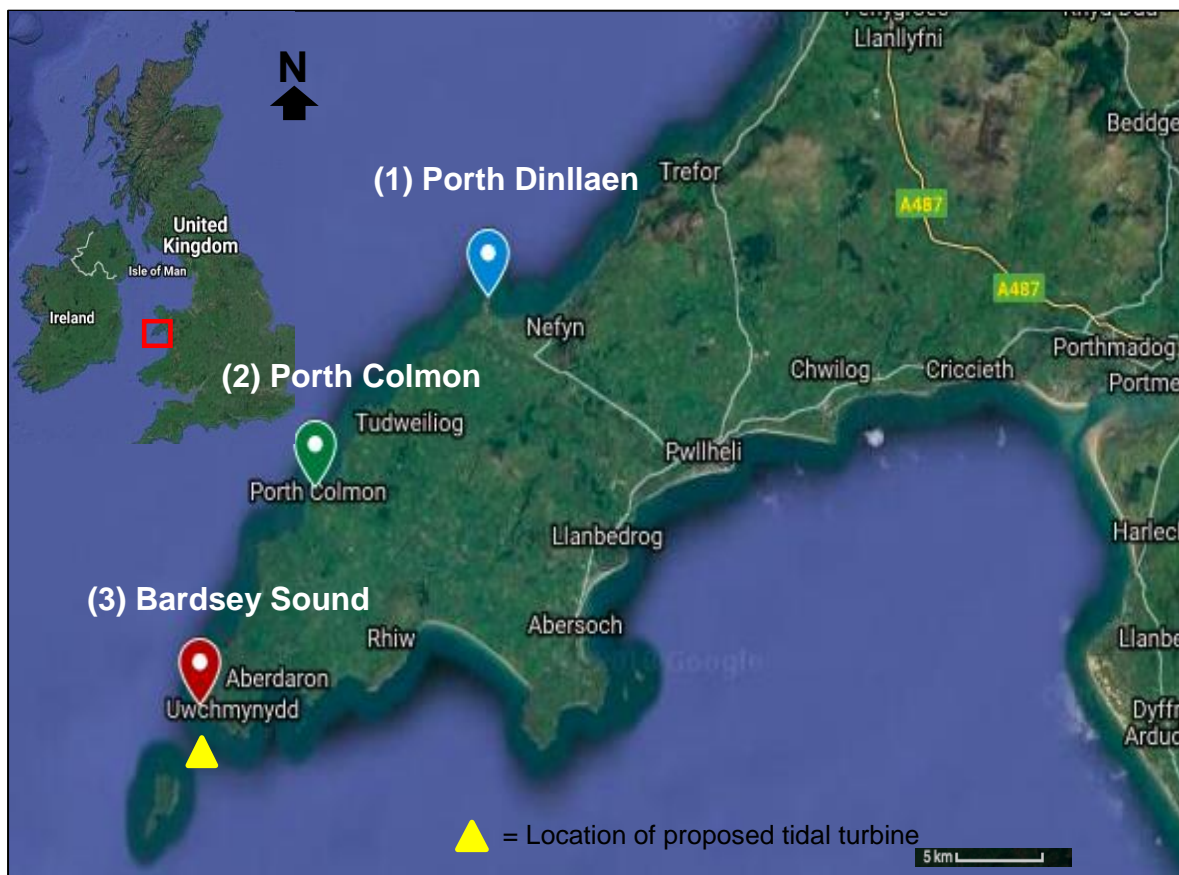 Llanllyfni
N
Beddge
(1) Porth Dinllaen
Trefor
A487
United
Kingdom
Isle of Man
A487
Ireland
Nefyn
Porthmadog
(2) Porth Colmon
Chwilog
Criccieth
Portme
Tudweiliog
Pwllheli
Porth Colmon
Llanbedrog
Harlech
(3) Bardsey Sound
Abersoch
Rhiw
Llanbe
Google
Aberdaron
Uwchmynydd
Dyffr
Arduc
= Location of proposed tidal turbine
5 km